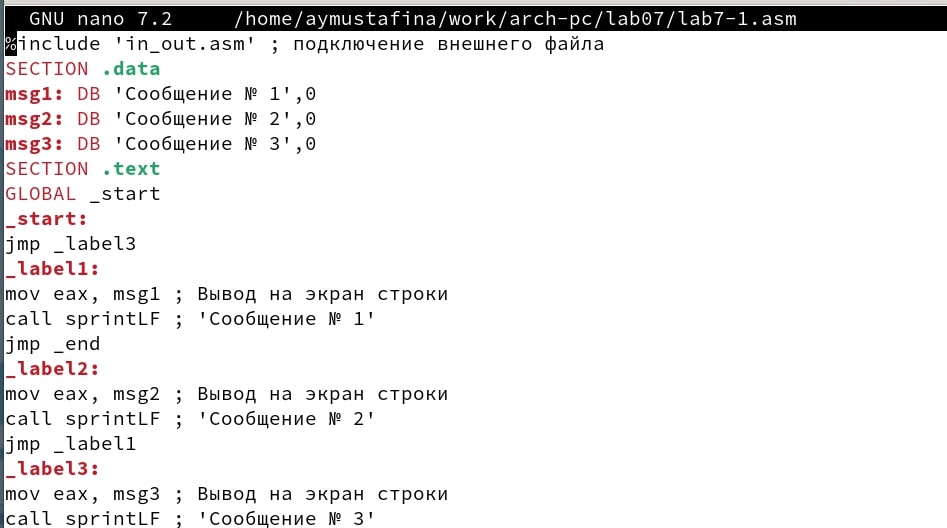 GNU nano 7.2 /home/aymustafina/work/arch-pc/lab07/lab7-1.asm
%include 'in_out.asm' ; подключение внешнего файла
SECTION .data
msg1: DB 'Сообщение № 1',0
msg2: DB 'Сообщение № 2',0
msg3: DB 'Сообщение № 3',0
SECTION .text
GLOBAL _start
_start:
jmp _label3
_label1:
mov eax, msg1 ; Вывод на экран строки
call sprintLF ; 'Сообщение № 1'
jmp _end
_label2:
mov eax, msg2 ; Вывод на экран строки
call sprintLF ; 'Сообщение № 2'
jmp _label1
_label3:
mov eax, msg3 ; Вывод на экран строки
call sprintLF ; 'Сообщение № 3'